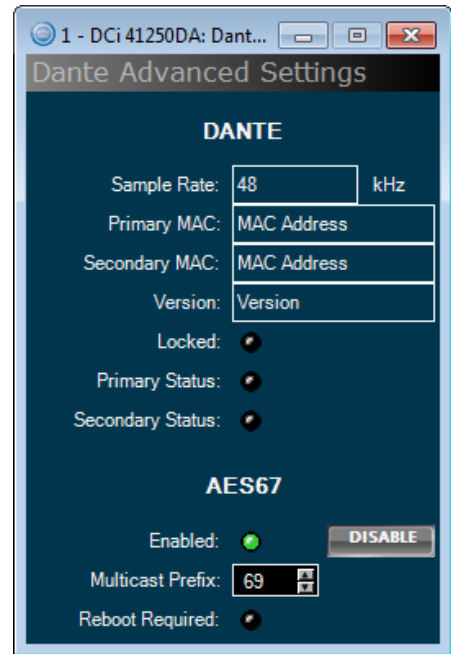 1 - DCi 41250DA: Dant...
Dante Advanced Settings
DANTE
Sample Rate: 48 kHz
Primary MAC: MAC Address
Secondary MAC: MAC Address
Version: Version
Locked:
Primary Status:
Secondary Status:
AES67
Enabled: DISABLE
Multicast Prefix: 69
Reboot Required: